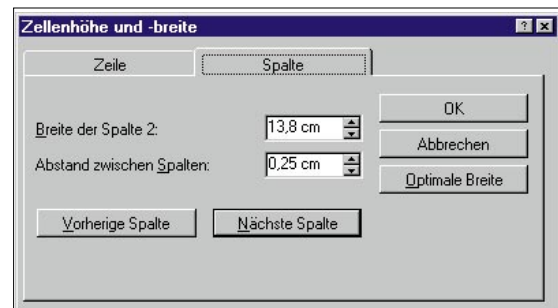 Zellenhöhe und -breite
Zeile Spalte
Breite der Spalte 2: 13,8 cm
Abstand zwischen Spalten: 0,25 cm
OK
Abbrechen
Optimale Breite
Vorherige Spalte Nächste Spalte